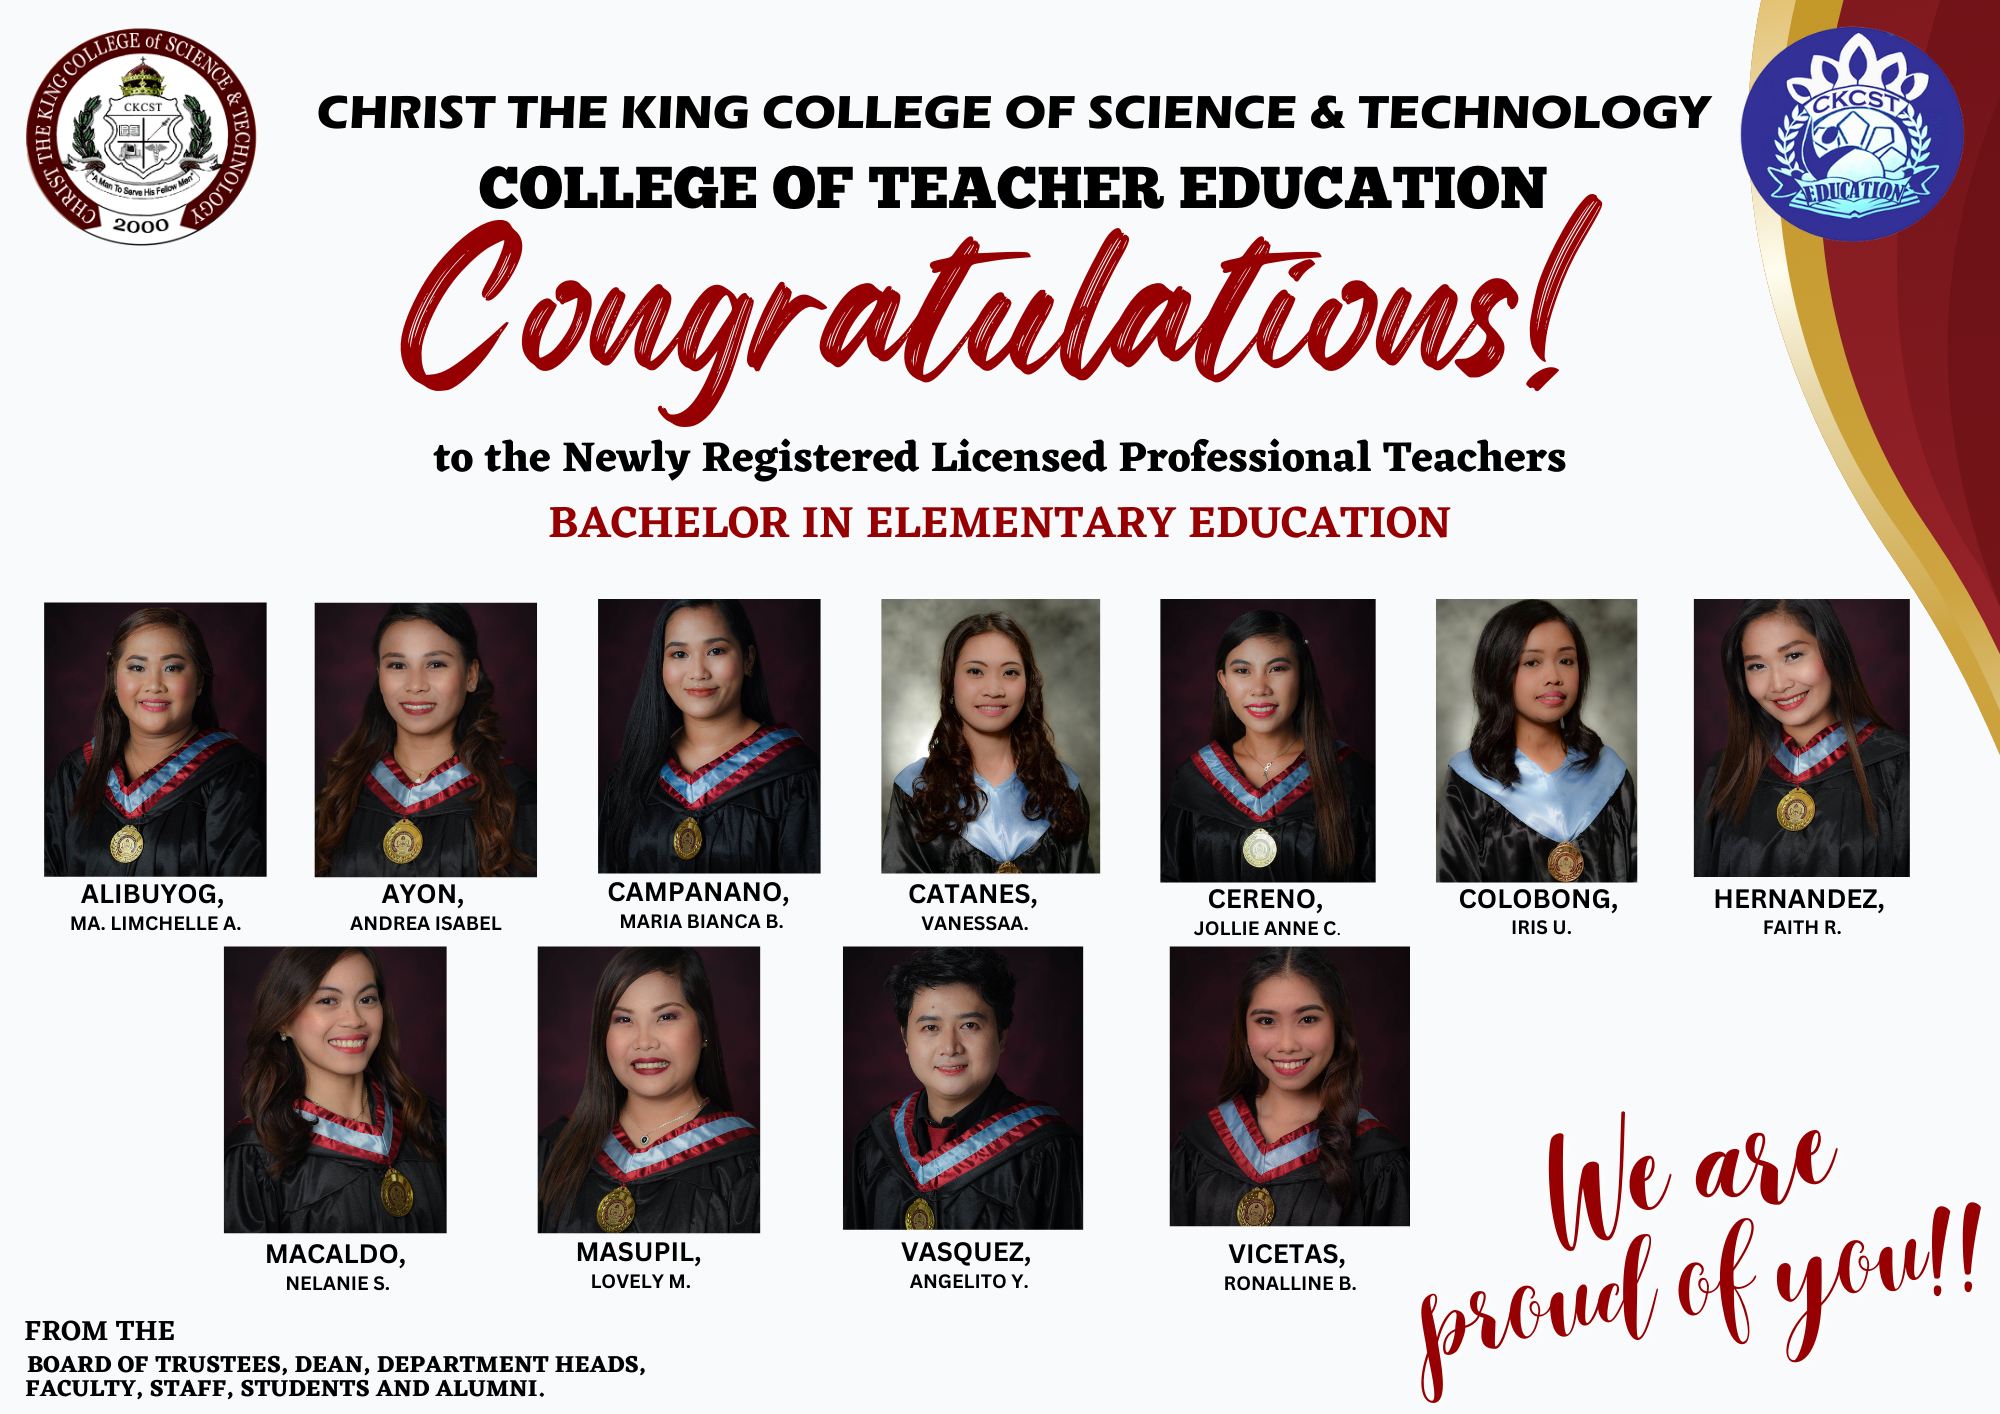 CHRIST THE KING COLLEGE of SCIENCE & TECHNOLOGY
CKCST
"A Man To Serve His Fellow Men"
2000
CHRIST THE KING COLLEGE OF SCIENCE & TECHNOLOGY
COLLEGE OF TEACHER EDUCATION
CKCST
EDUCATION
Congratulations!
to the Newly Registered Licensed Professional Teachers
BACHELOR IN ELEMENTARY EDUCATION
ALIBUYOG,
MA. LIMCHELLE A.
AYON,
ANDREA ISABEL
CAMPANANO,
MARIA BIANCA B.
CATANES,
VANESSAA.
CERENO,
JOLLIE ANNE C.
COLOBONG,
IRIS U.
HERNANDEZ,
FAITH R.
MACALDO,
NELANIE S.
MASUPIL,
LOVELY M.
VASQUEZ,
ANGELITO Y.
VICETAS,
RONALLINE B.
We are
proud of you!!
FROM THE
BOARD OF TRUSTEES, DEAN, DEPARTMENT HEADS,
FACULTY, STAFF, STUDENTS AND ALUMNI.